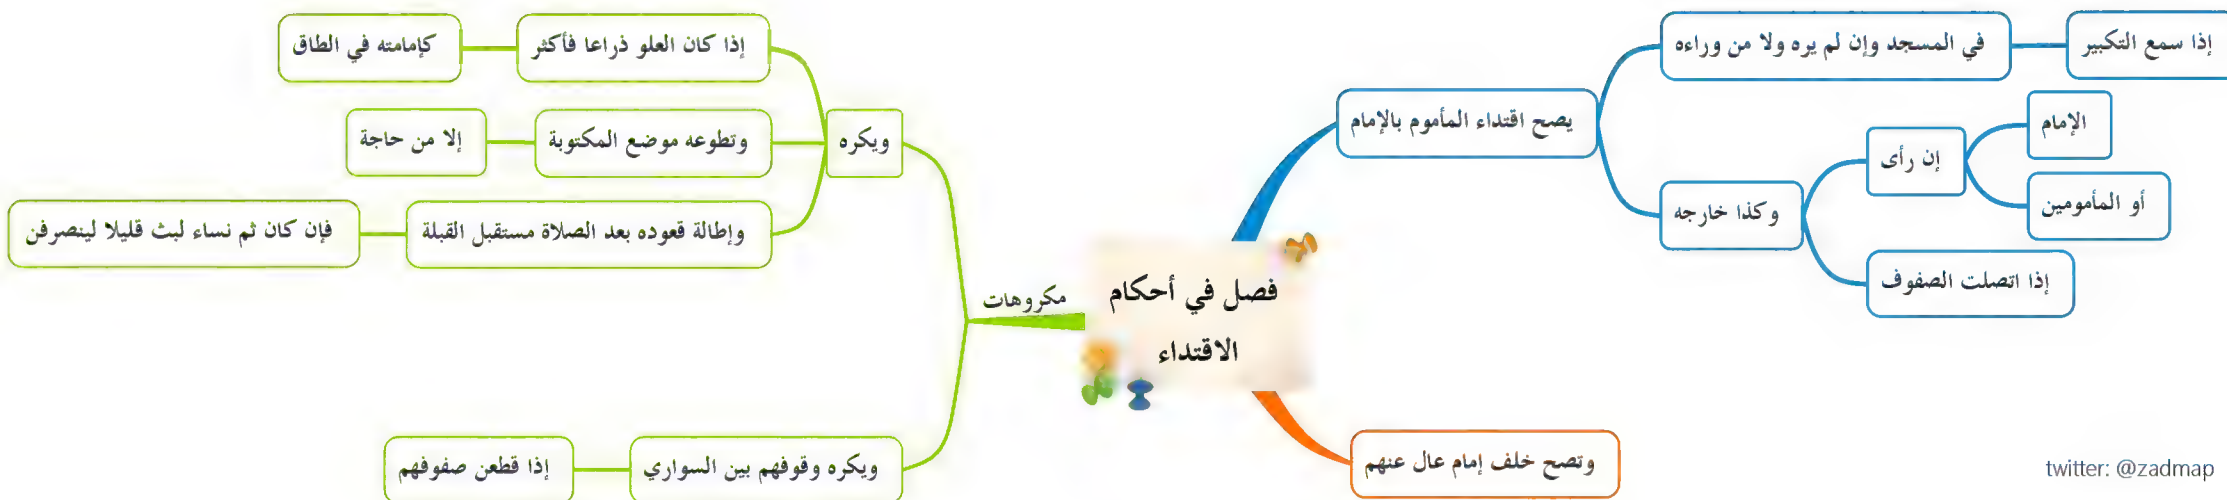 فصل في أحكام
الاقتداء
يصح اقتداء المأموم بالإمام
في المسجد وإن لم يره ولا من وراءه
إذا سمع التكبير
وكذا خارجه
إن رأى
الإمام
أو المأمومين
إذا اتصلت الصفوف
وتصح خلف إمام عال عنهم
مكروهات
ويكره
إذا كان العلو ذراعا فأكثر
كإمامته في الطاق
وتطوعه موضع المكتوبة
إلا من حاجة
وإطالة قعوده بعد الصلاة مستقبل القبلة
فإن كان ثم نساء لبث قليلا لينصرفن
ويكره وقوفهم بين السواري
إذا قطعن صفوفهم
twitter: @zadmap